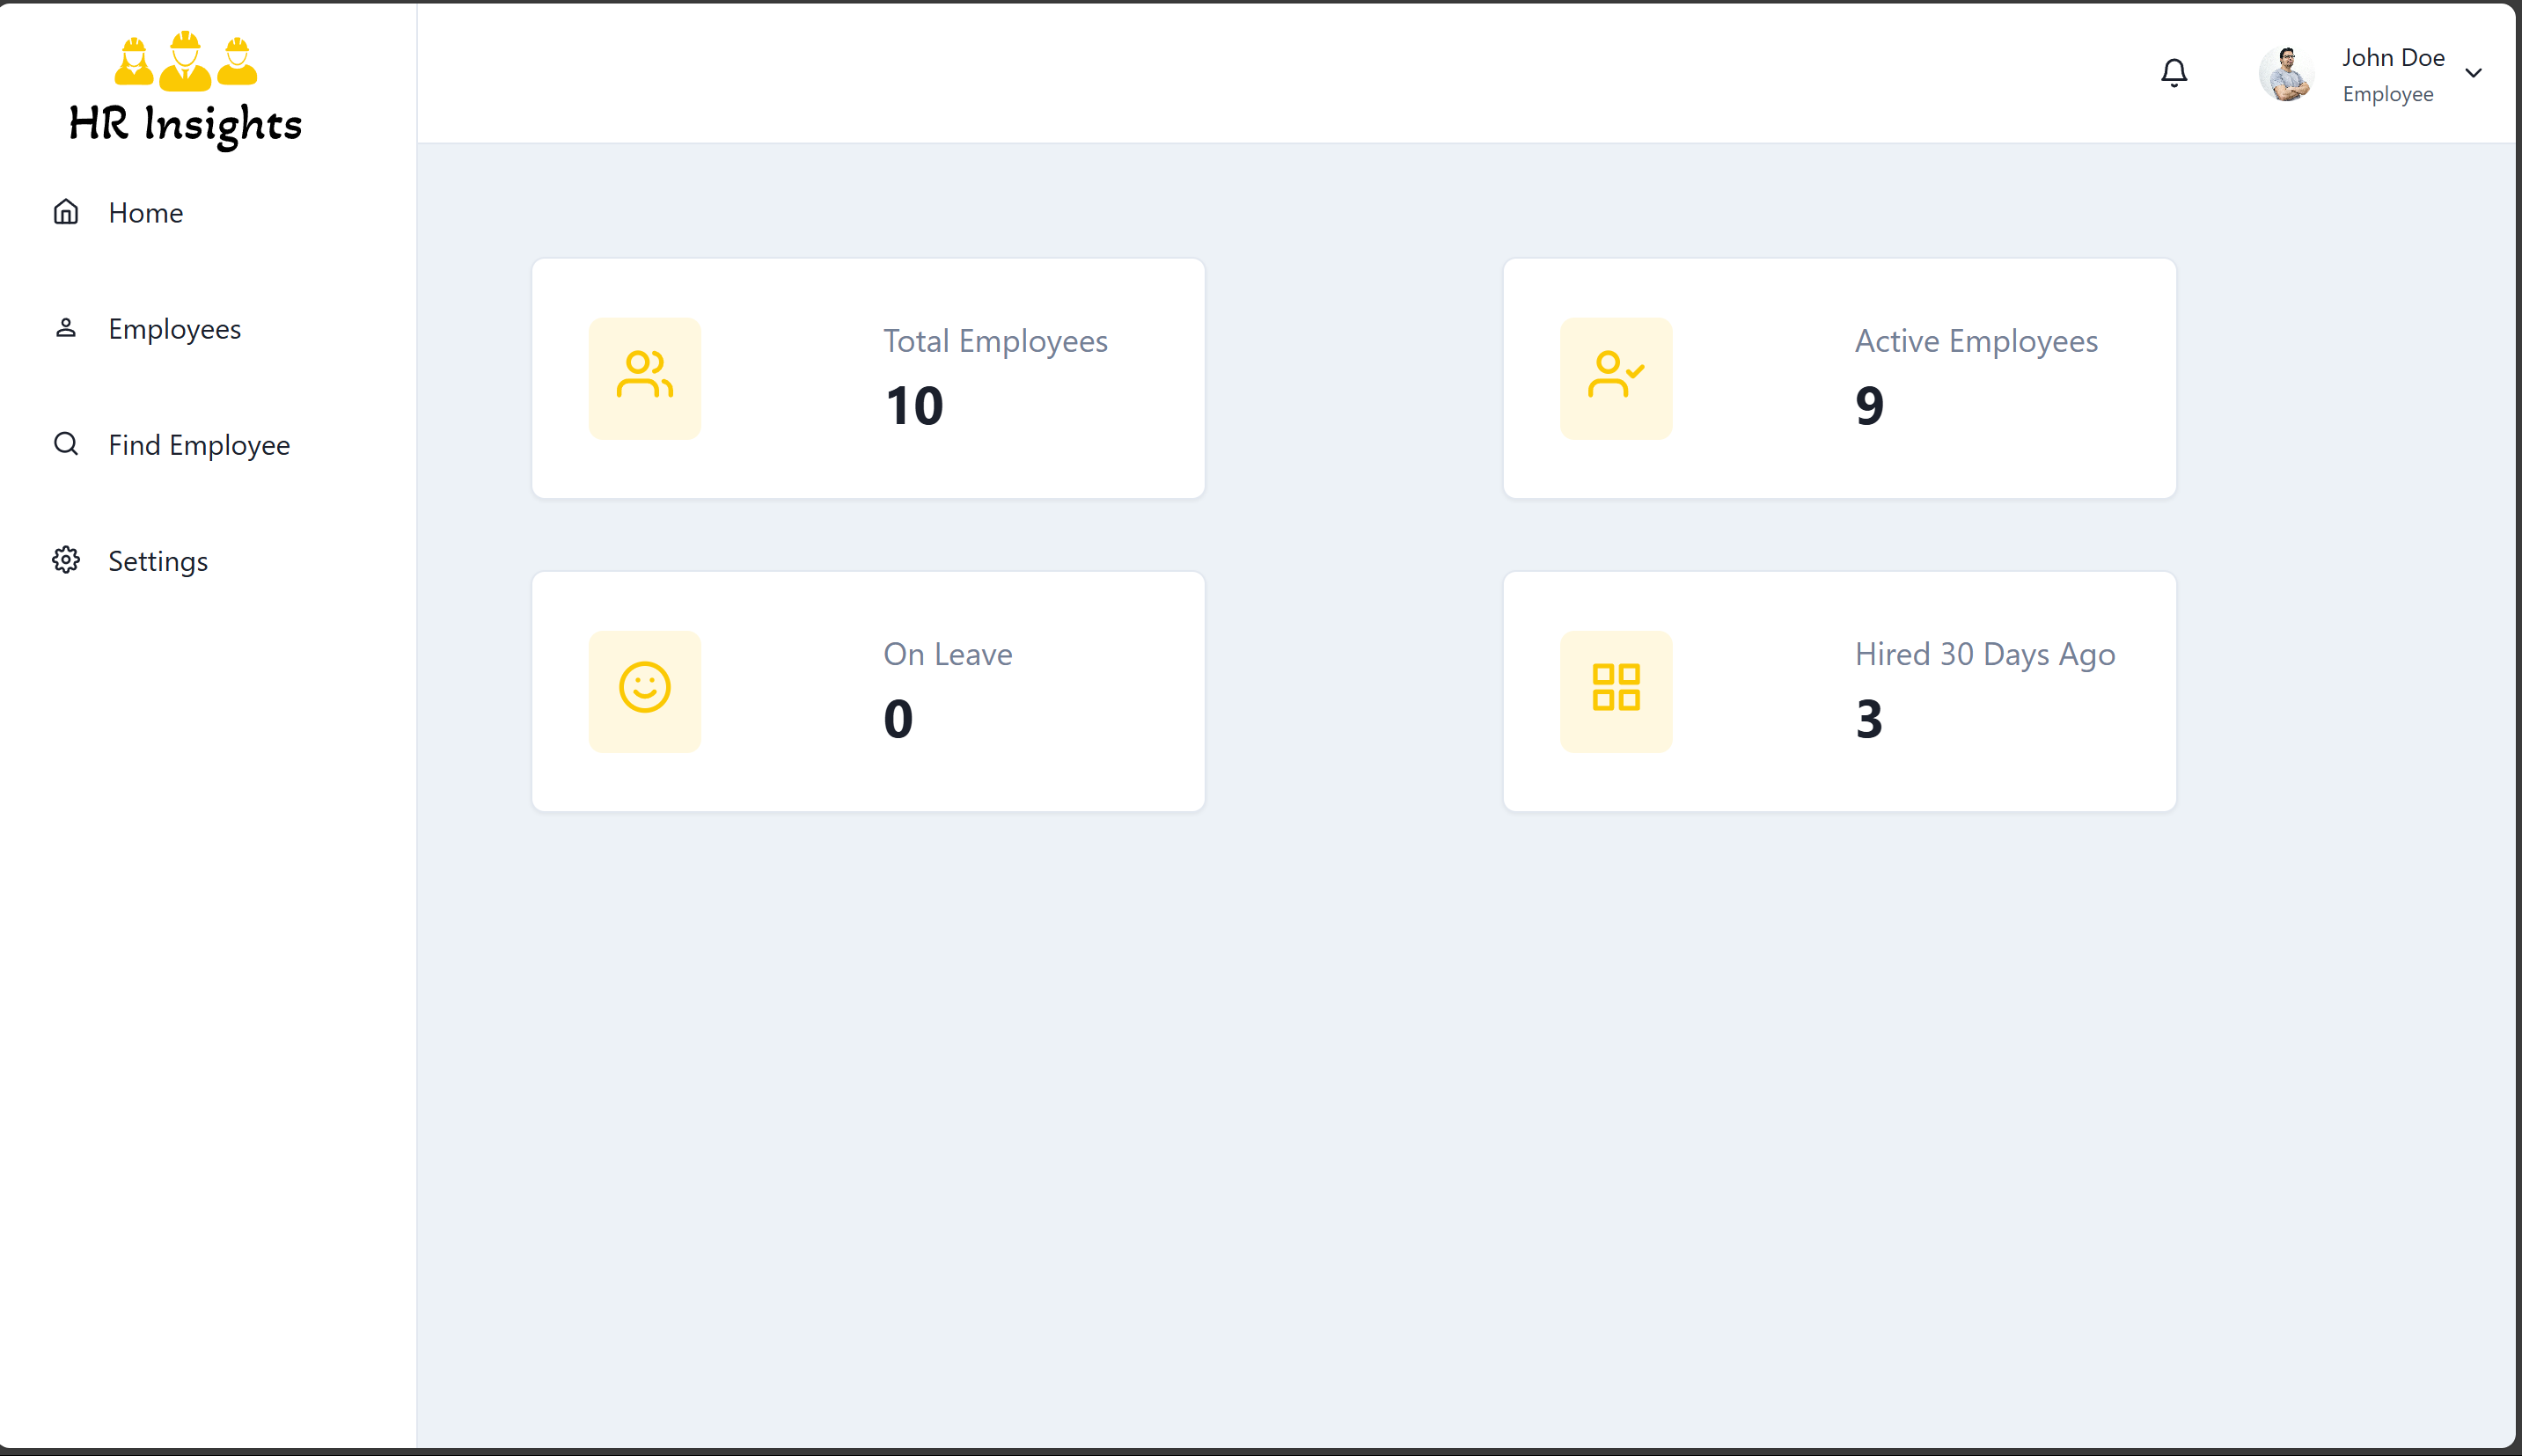 HR Insights
Home
Employees
Find Employee
Settings
John Doe
Employee
Total Employees
10
Active Employees
9
On Leave
0
Hired 30 Days Ago
3